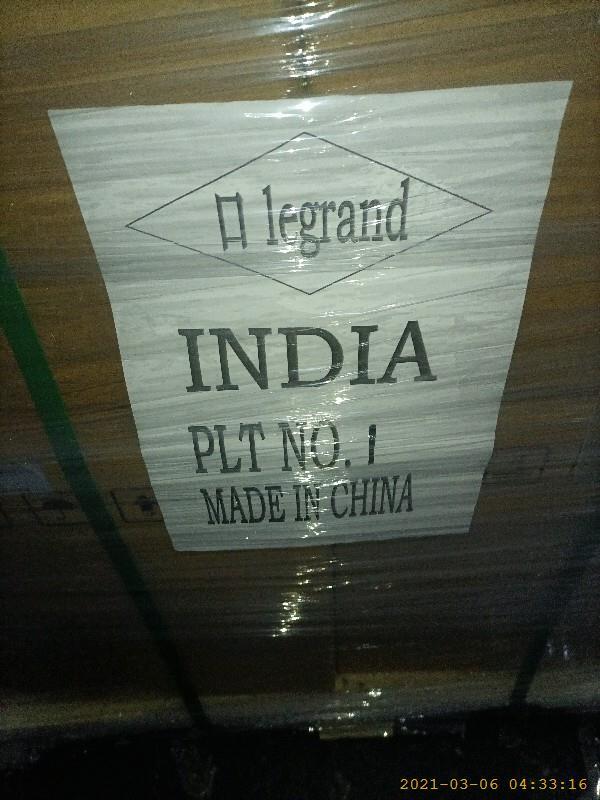 legrand
INDIA
PLT NO. 1
MADE IN CHINA
2021-03-06 04:33:16